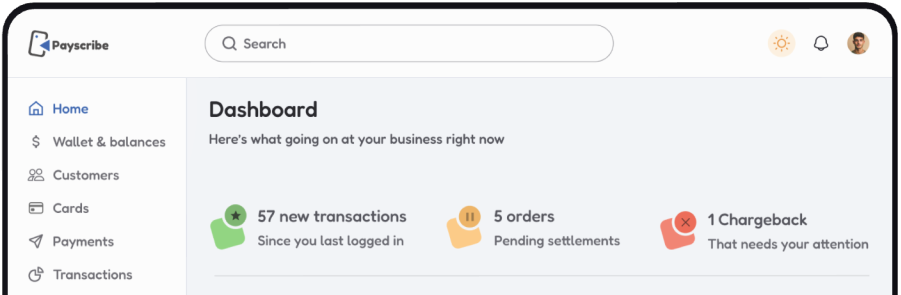 Payscribe
Search
Home
Wallet & balances
Customers
Cards
Payments
Transactions
Dashboard
Here's what going on at your business right now
57 new transactions
Since you last logged in
5 orders
Pending settlements
1 Chargeback
That needs your attention